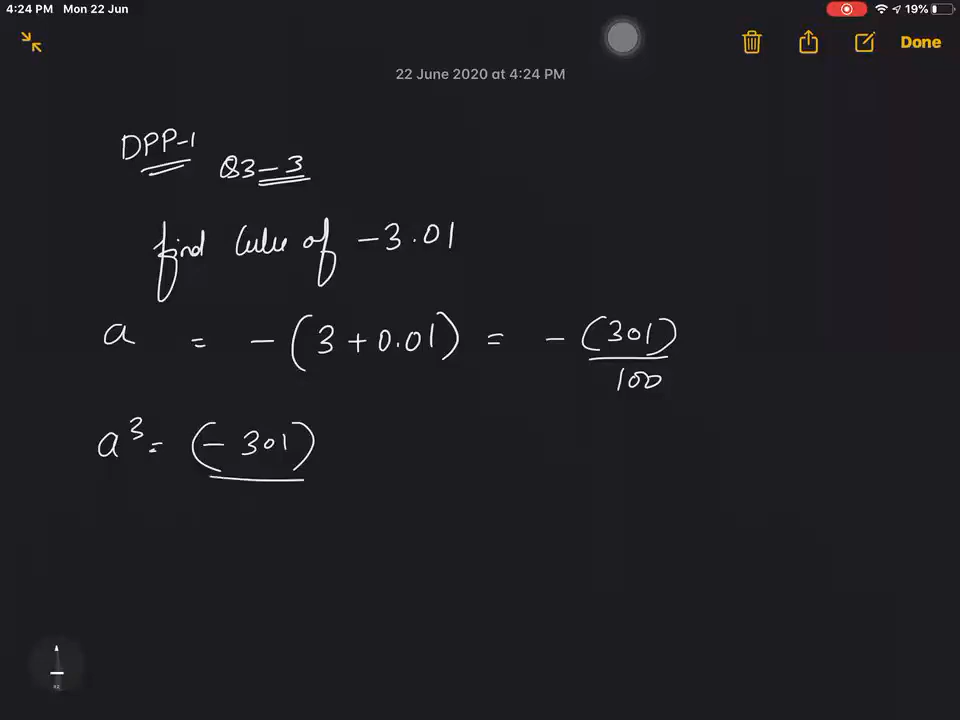 4:24 PM Mon 22 Jun
19%
Done
22 June 2020 at 4:24 PM
DPP-1
Q3-3
find Cube of -3.01
a = -(3+0.01) = -(301)
100
a³= (-301)